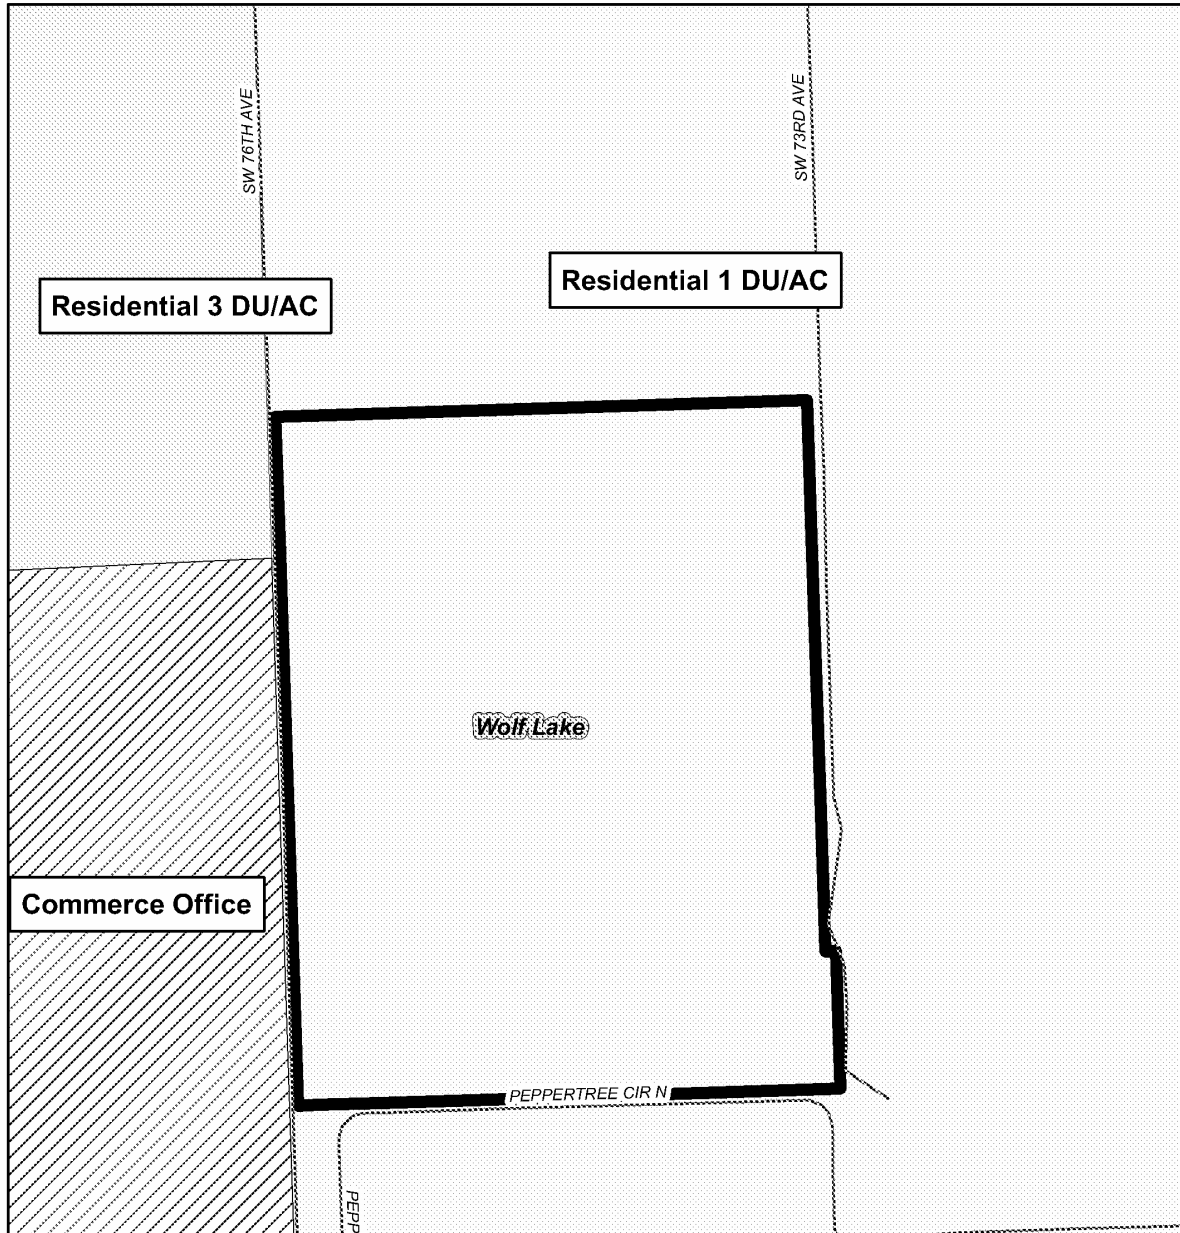 SW 76TH AVE
SW 73RD AVE
Residential 1 DU/AC
Residential 3 DU/AC
Wolf Lake
Commerce Office
PEPPERTREE CIR N
PEPP